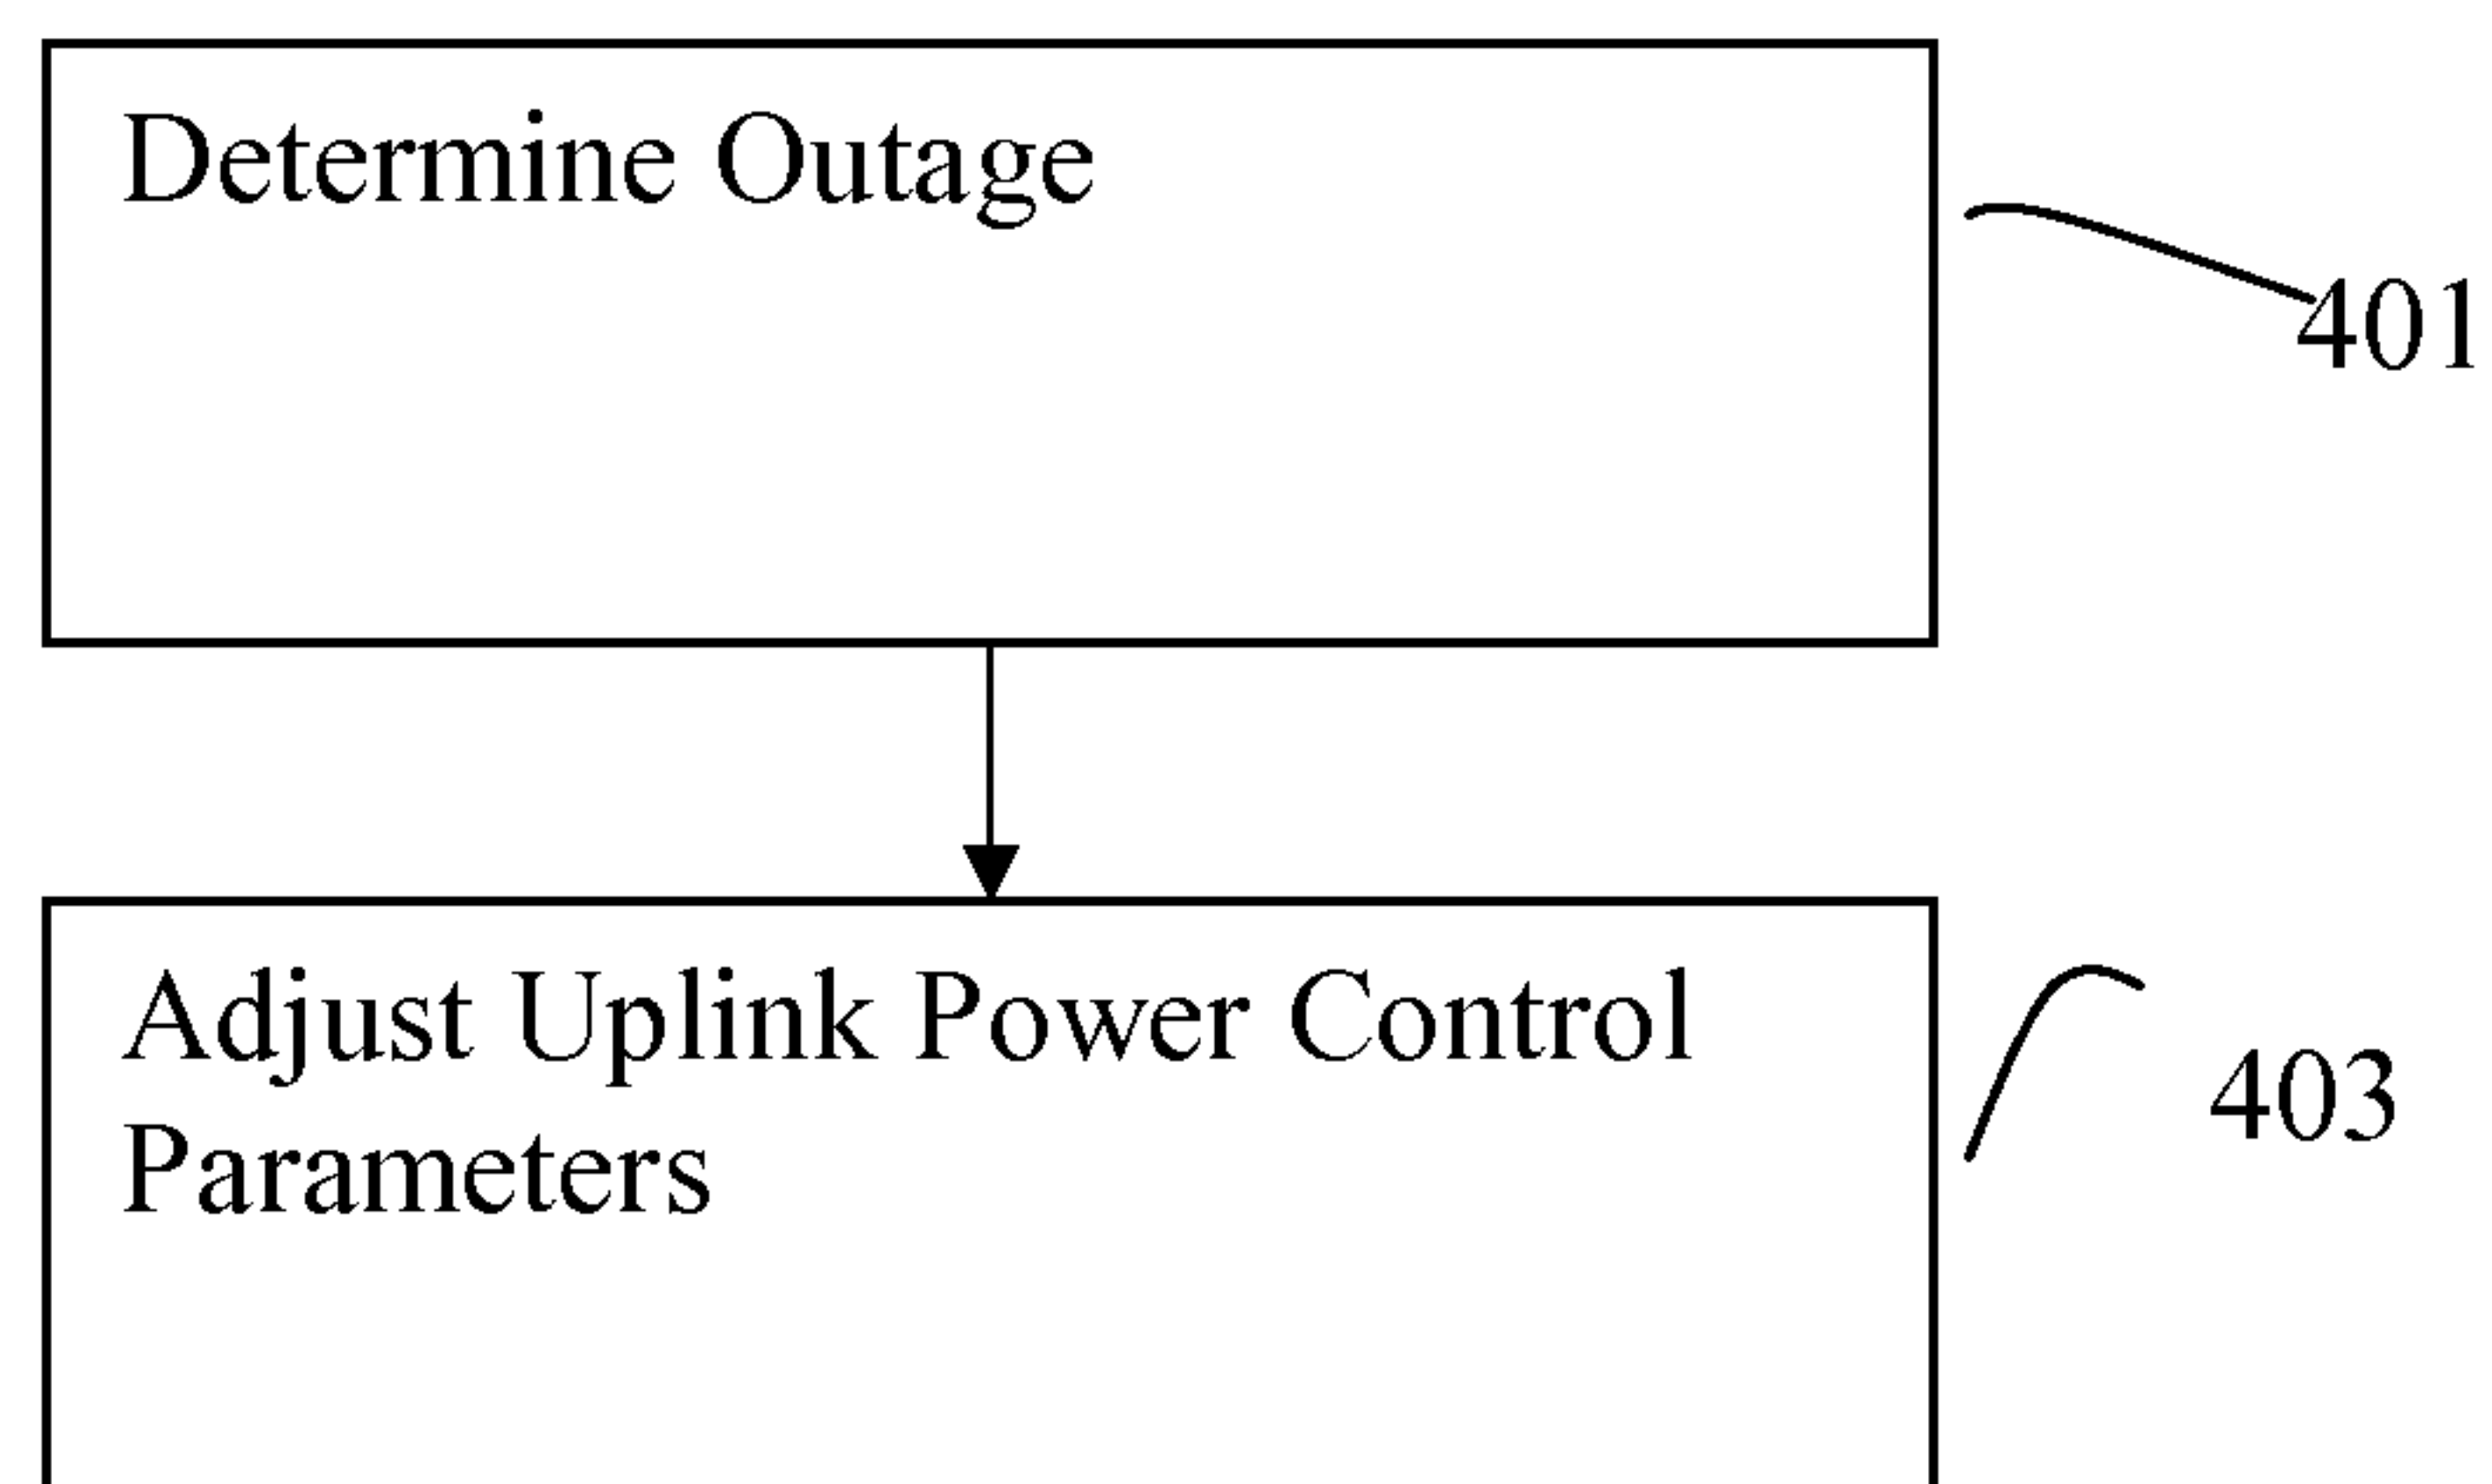 Determine Outage
401
Adjust Uplink Power Control
Parameters
403